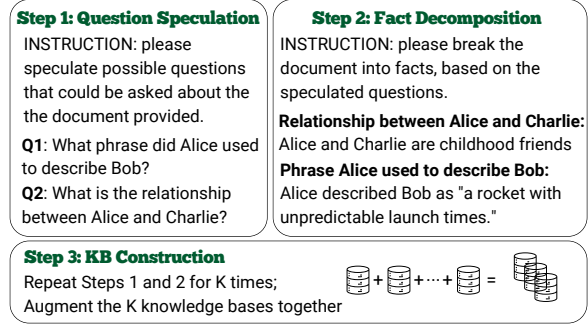 Step 1: Question Speculation
INSTRUCTION: please
speculate possible questions
that could be asked about the
the document provided.
Q1: What phrase did Alice used
to describe Bob?
Q2: What is the relationship
between Alice and Charlie?
Step 2: Fact Decomposition
INSTRUCTION: please break the
document into facts, based on the
speculated questions.
Relationship between Alice and Charlie:
Alice and Charlie are childhood friends
Phrase Alice used to describe Bob:
Alice described Bob as "a rocket with
unpredictable launch times."
Step 3: KB Construction
Repeat Steps 1 and 2 for K times;
Augment the K knowledge bases together
+ + ··· + =